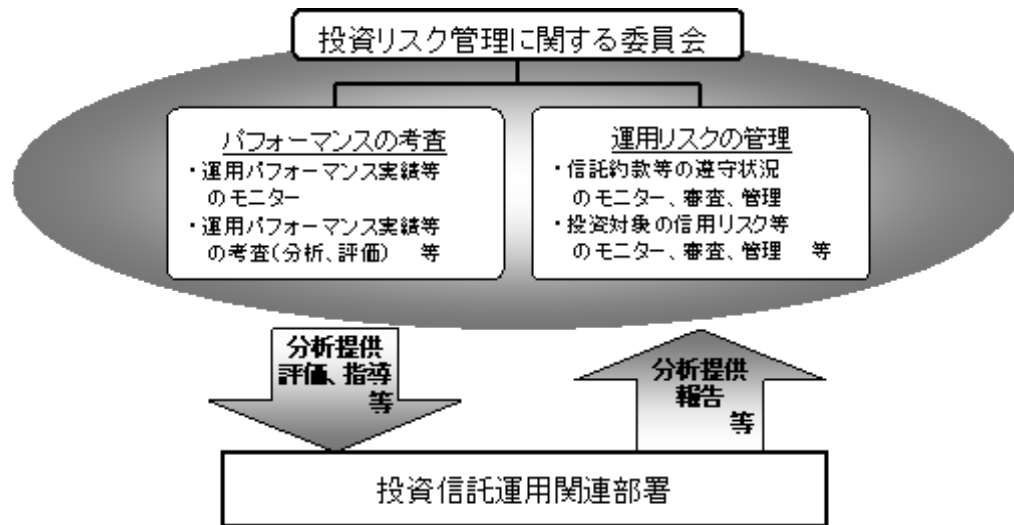 投資リスク管理に関する委員会
パフォーマンスの考査
・運用パフォーマンス実績等
のモニター
・運用パフォーマンス実績等
の考査(分析、評価)　等
運用リスクの管理
・信託約款等の遵守状況
のモニター、審査、管理
・投資対象の信用リスク等
のモニター、審査、管理　等
分析提供
評価、指導
等
分析提供
報告
等
投資信託運用関連部署